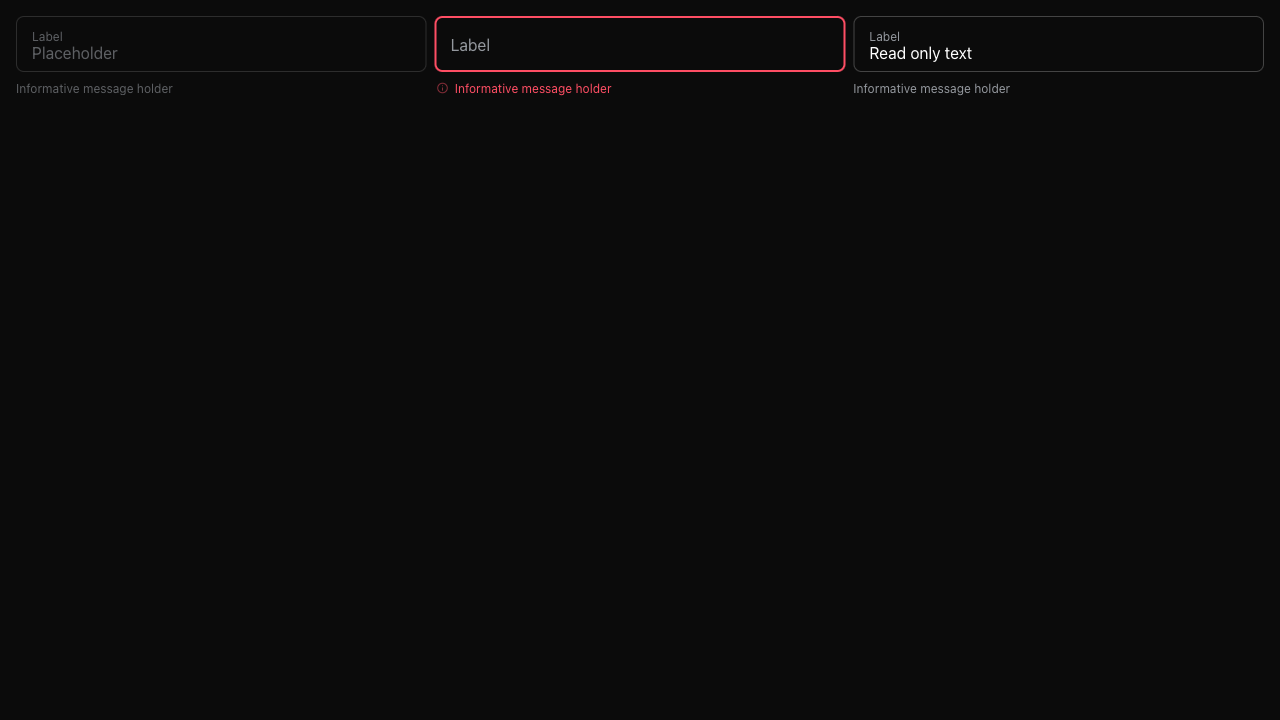 Label
Placeholder
Informative message holder
Label
Informative message holder
Label
Read only text
Informative message holder